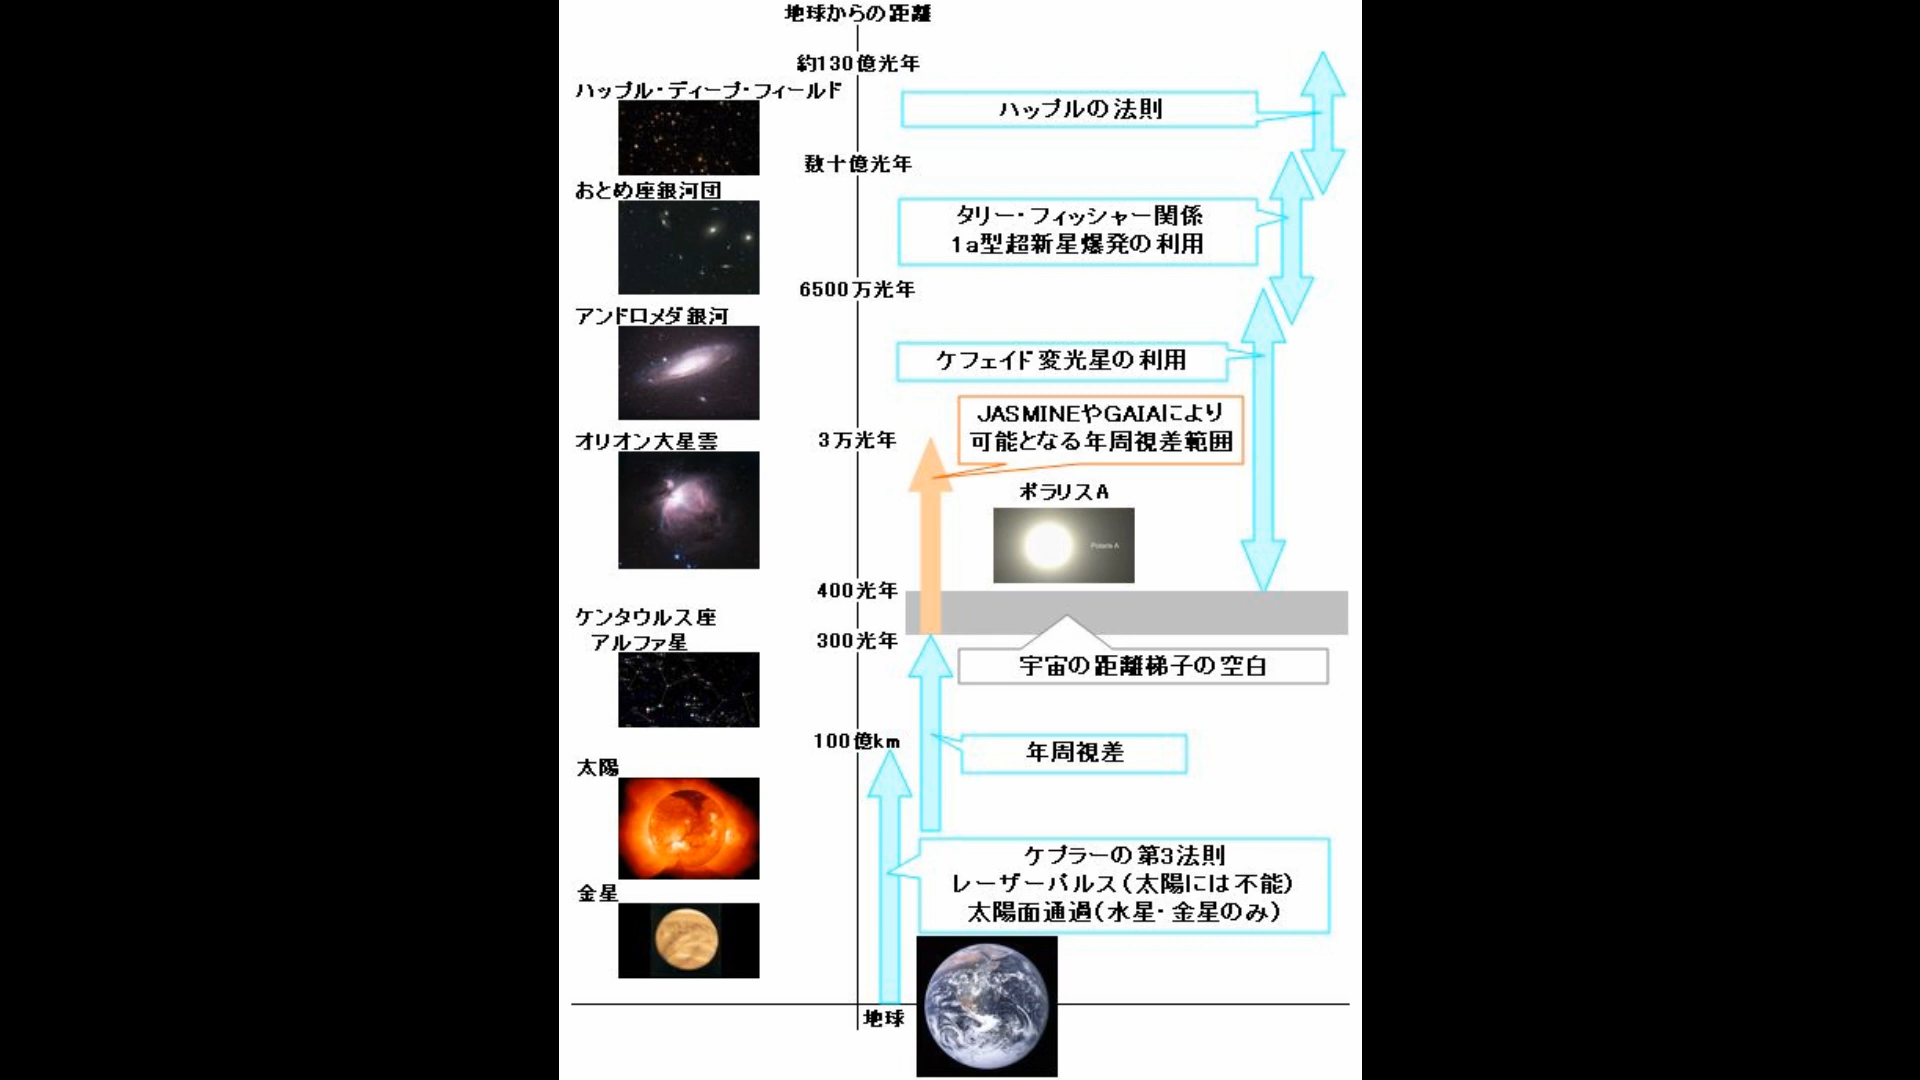 地球からの距離
約130億光年
ハッブル・ディープ・フィールド
ハッブルの法則
数十億光年
おとめ座銀河団
タリー・フィッシャー関係
1a型超新星爆発の利用
6500万光年
アンドロメダ銀河
ケフェイド変光星の利用
JASMINEやGAIAにより
可能となる年周視差範囲
3万光年
オリオン大星雲
ポラリスA
Polaris A
400光年
ケンタウルス座
アルファ星
300光年
宇宙の距離梯子の空白
100億km
年周視差
太陽
ケプラーの第3法則
レーザーパルス(太陽には不能)
太陽面通過(水星・金星のみ)
金星
地球